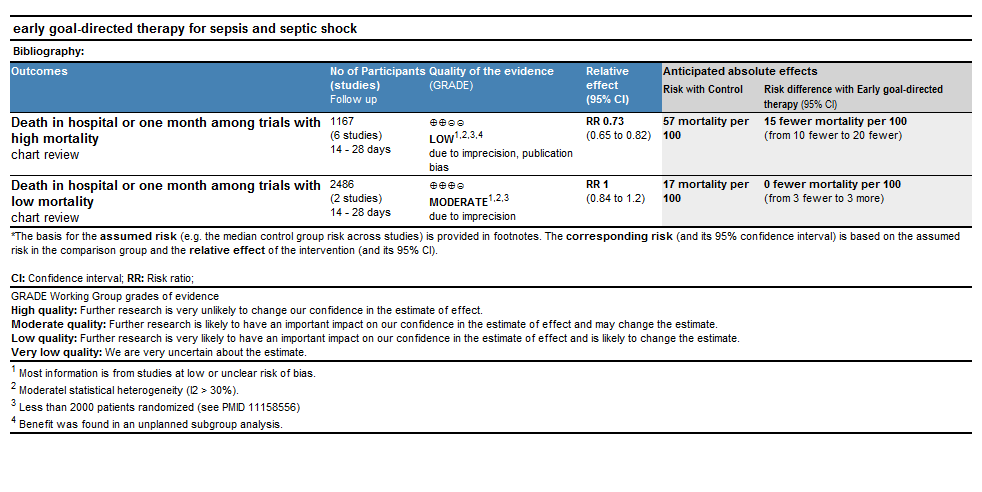 early goal-directed therapy for sepsis and septic shock
Bibliography:
Outcomes
No of Participants
(studies)
Follow up
Quality of the evidence
(GRADE)
Relative
effect
(95% CI)
Anticipated absolute effects
Risk with Control
Risk difference with Early goal-directed
therapy (95% CI)
Death in hospital or one month among trials with
high mortality
chart review
1167
(6 studies)
14 - 28 days
⊕⊕⊖⊖
LOW1,2,3,4
due to imprecision, publication
bias
RR 0.73
(0.65 to 0.82)
57 mortality per
100
15 fewer mortality per 100
(from 10 fewer to 20 fewer)
Death in hospital or one month among trials with
low mortality
chart review
2486
(2 studies)
14 - 28 days
⊕⊕⊕⊖
MODERATE1,2,3
due to imprecision
RR 1
(0.84 to 1.2)
17 mortality per
100
0 fewer mortality per 100
(from 3 fewer to 3 more)
*The basis for the assumed risk (e.g. the median control group risk across studies) is provided in footnotes. The corresponding risk (and its 95% confidence interval) is based on the assumed
risk in the comparison group and the relative effect of the intervention (and its 95% CI).
CI: Confidence interval; RR: Risk ratio;
GRADE Working Group grades of evidence
High quality: Further research is very unlikely to change our confidence in the estimate of effect.
Moderate quality: Further research is likely to have an important impact on our confidence in the estimate of effect and may change the estimate.
Low quality: Further research is very likely to have an important impact on our confidence in the estimate of effect and is likely to change the estimate.
Very low quality: We are very uncertain about the estimate.
1 Most information is from studies at low or unclear risk of bias.
2 Moderatel statistical heterogeneity (I2 > 30%).
3 Less than 2000 patients randomized (see PMID 11158556)
4 Benefit was found in an unplanned subgroup analysis.